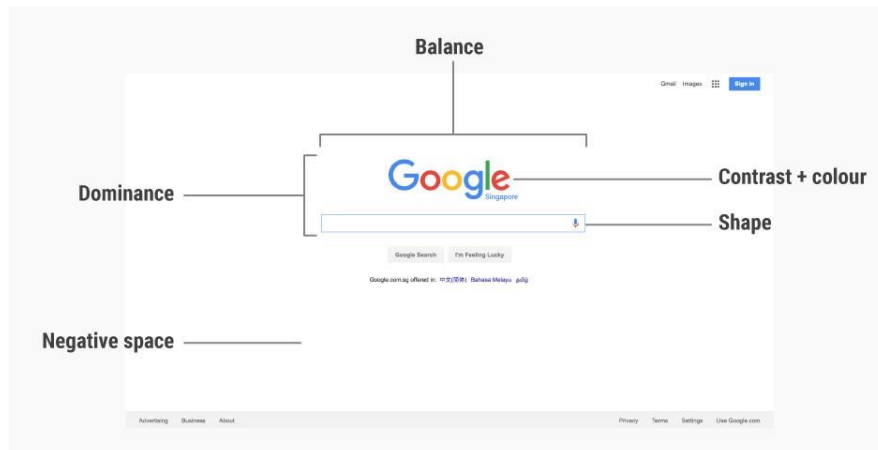 Balance
Gmail Images Sign in
Google
Singapore
Dominance
Contrast + colour
Shape
Google Search I'm Feeling Lucky
Google.com.sg offered in: 中文(简体) Bahasa Melayu தமிழ்
Negative space
Advertising Business About Privacy Terms Settings Use Google.com